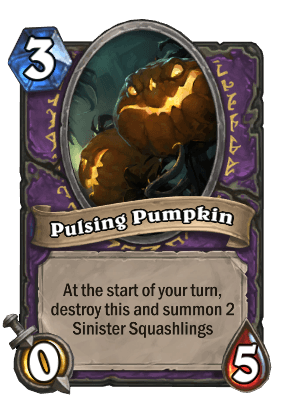 3
Pulsing Pumpkin
At the start of your turn,
destroy this and summon 2
Sinister Squashlings
0
5